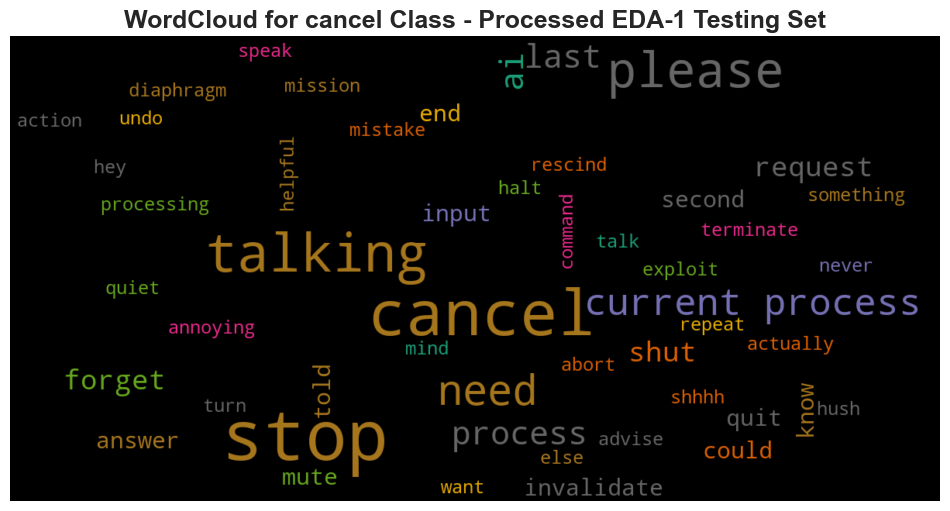 WordCloud for cancel Class - Processed EDA-1 Testing Set
speak
ai
last
please
diaphragm
mission
action
undo
end
mistake
hey
helpful
rescind
request
processing
halt
input
second
something
command
talking
talk
terminate
exploit
never
quiet
cancel
current process
annoying
repeat
mind
shut
actually
forget
told
need
abort
shhhh
know
turn
stop
quit
hush
answer
process
advise
could
else
mute
want
invalidate